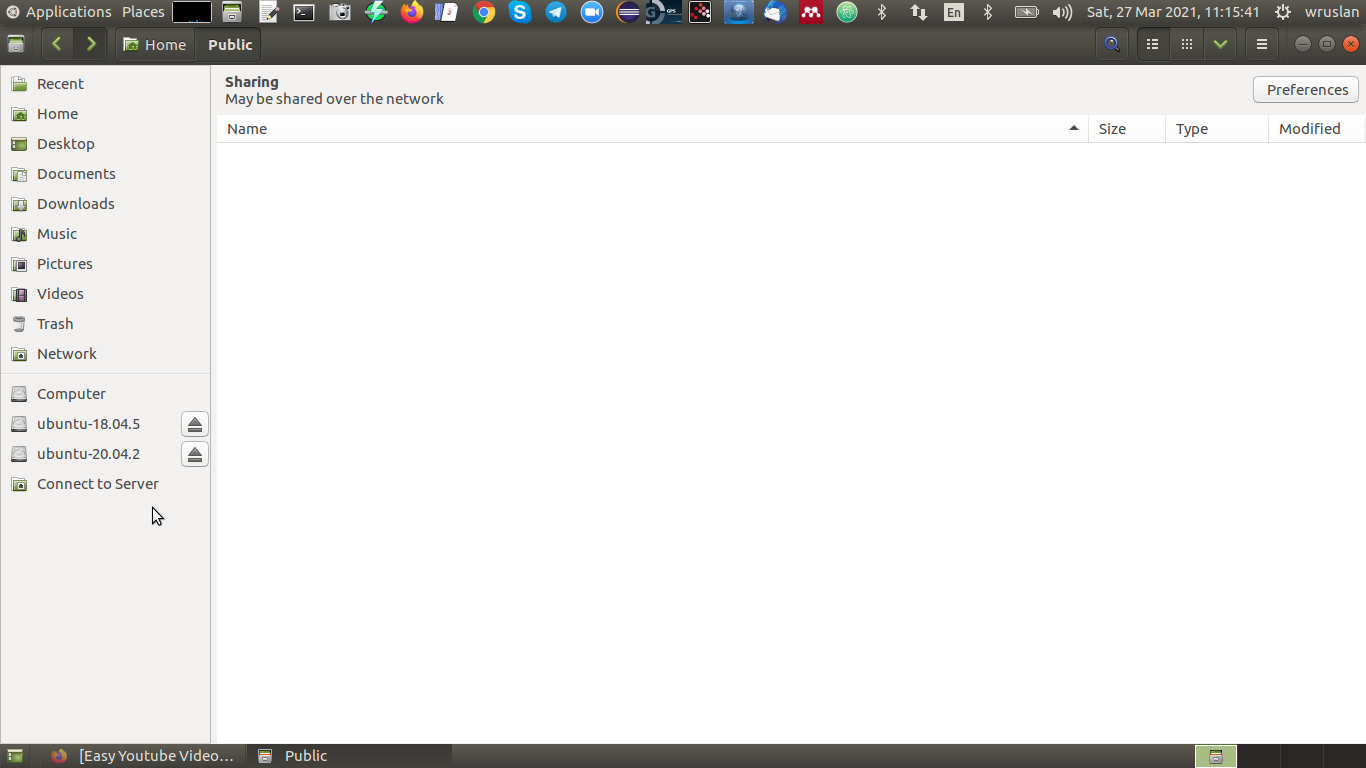 Applications Places En Sat, 27 Mar 2021, 11:15:41 wruslan
Home Public
Recent
Home
Desktop
Documents
Downloads
Music
Pictures
Videos
Trash
Network
Computer
ubuntu-18.04.5
ubuntu-20.04.2
Connect to Server
Sharing
May be shared over the network
Preferences
Name Size Type Modified
[Easy Youtube Video... Public